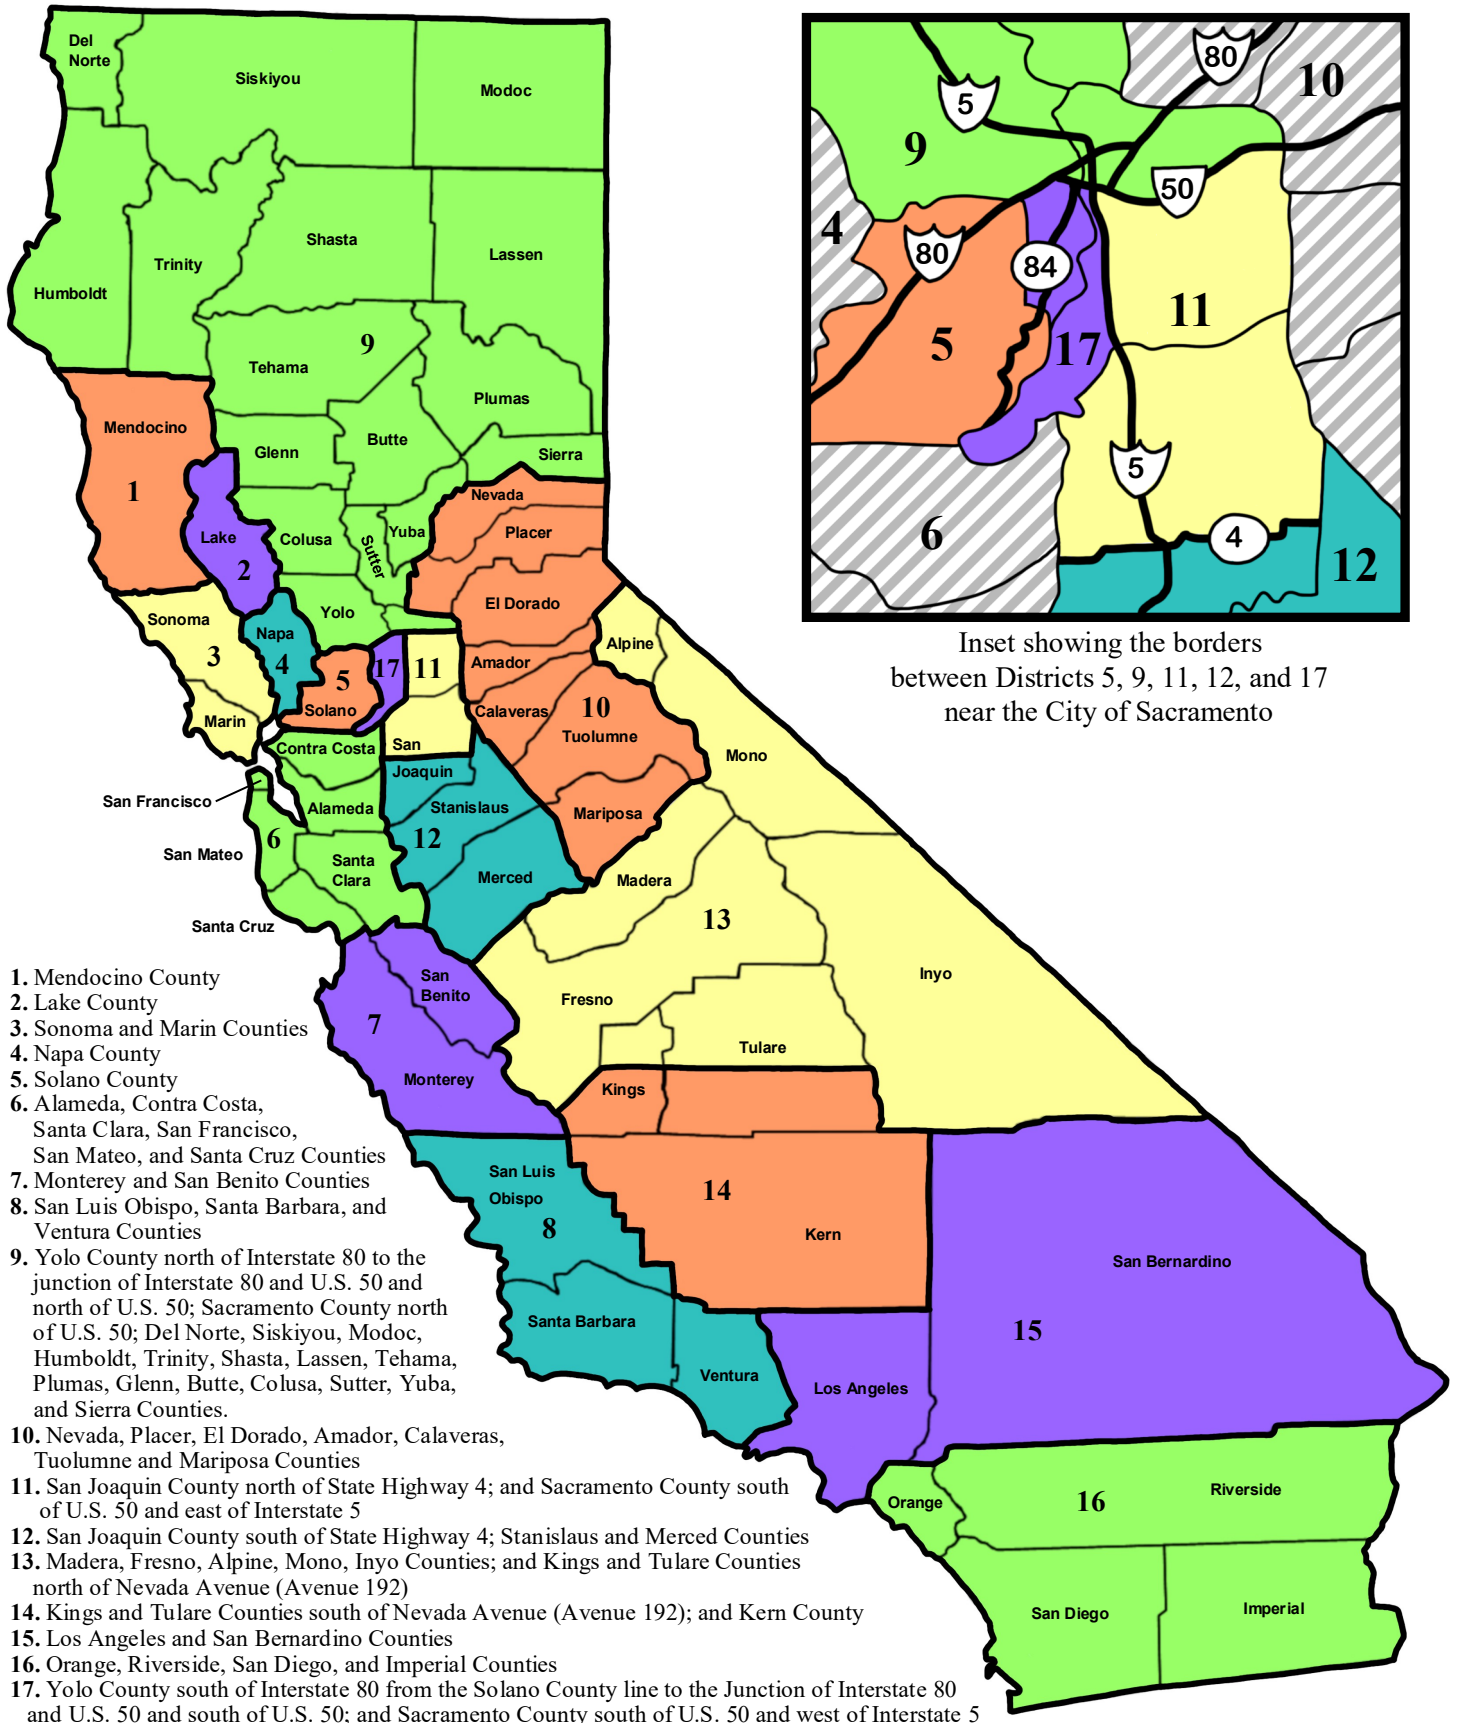 Del
Norte
Siskiyou
Modoc
Humboldt
Trinity
Shasta
Lassen
Tehama
9
Plumas
Mendocino
Glenn
Butte
Sierra
1
Nevada
Lake
Colusa
Sutter
Yuba
Placer
2
Sonoma
Napa
Yolo
El Dorado
3
4
5
17
11
Alpine
Amador
Marin
Solano
Calaveras
10
Tuolumne
Contra Costa
San
Joaquin
Mono
San Francisco
Alameda
Stanislaus
Mariposa
6
12
San Mateo
Santa
Clara
Merced
Madera
Santa Cruz
13
San
Benito
Fresno
Inyo
7
Tulare
Monterey
Kings
San Luis
Obispo
8
14
Kern
San Bernardino
Santa Barbara
15
Ventura
Los Angeles
Orange
16
Riverside
San Diego
Imperial
80
10
5
9
50
4
80
84
11
5
17
5
6
4
12
Inset showing the borders
between Districts 5, 9, 11, 12, and 17
near the City of Sacramento
1. Mendocino County
2. Lake County
3. Sonoma and Marin Counties
4. Napa County
5. Solano County
6. Alameda, Contra Costa,
Santa Clara, San Francisco,
San Mateo, and Santa Cruz Counties
7. Monterey and San Benito Counties
8. San Luis Obispo, Santa Barbara, and
Ventura Counties
9. Yolo County north of Interstate 80 to the
junction of Interstate 80 and U.S. 50 and
north of U.S. 50; Sacramento County north
of U.S. 50; Del Norte, Siskiyou, Modoc,
Humboldt, Trinity, Shasta, Lassen, Tehama,
Plumas, Glenn, Butte, Colusa, Sutter, Yuba,
and Sierra Counties.
10. Nevada, Placer, El Dorado, Amador, Calaveras,
Tuolumne and Mariposa Counties
11. San Joaquin County north of State Highway 4; and Sacramento County south
of U.S. 50 and east of Interstate 5
12. San Joaquin County south of State Highway 4; Stanislaus and Merced Counties
13. Madera, Fresno, Alpine, Mono, Inyo Counties; and Kings and Tulare Counties
north of Nevada Avenue (Avenue 192)
14. Kings and Tulare Counties south of Nevada Avenue (Avenue 192); and Kern County
15. Los Angeles and San Bernardino Counties
16. Orange, Riverside, San Diego, and Imperial Counties
17. Yolo County south of Interstate 80 from the Solano County line to the Junction of Interstate 80
and U.S. 50 and south of U.S. 50; and Sacramento County south of U.S. 50 and west of Interstate 5